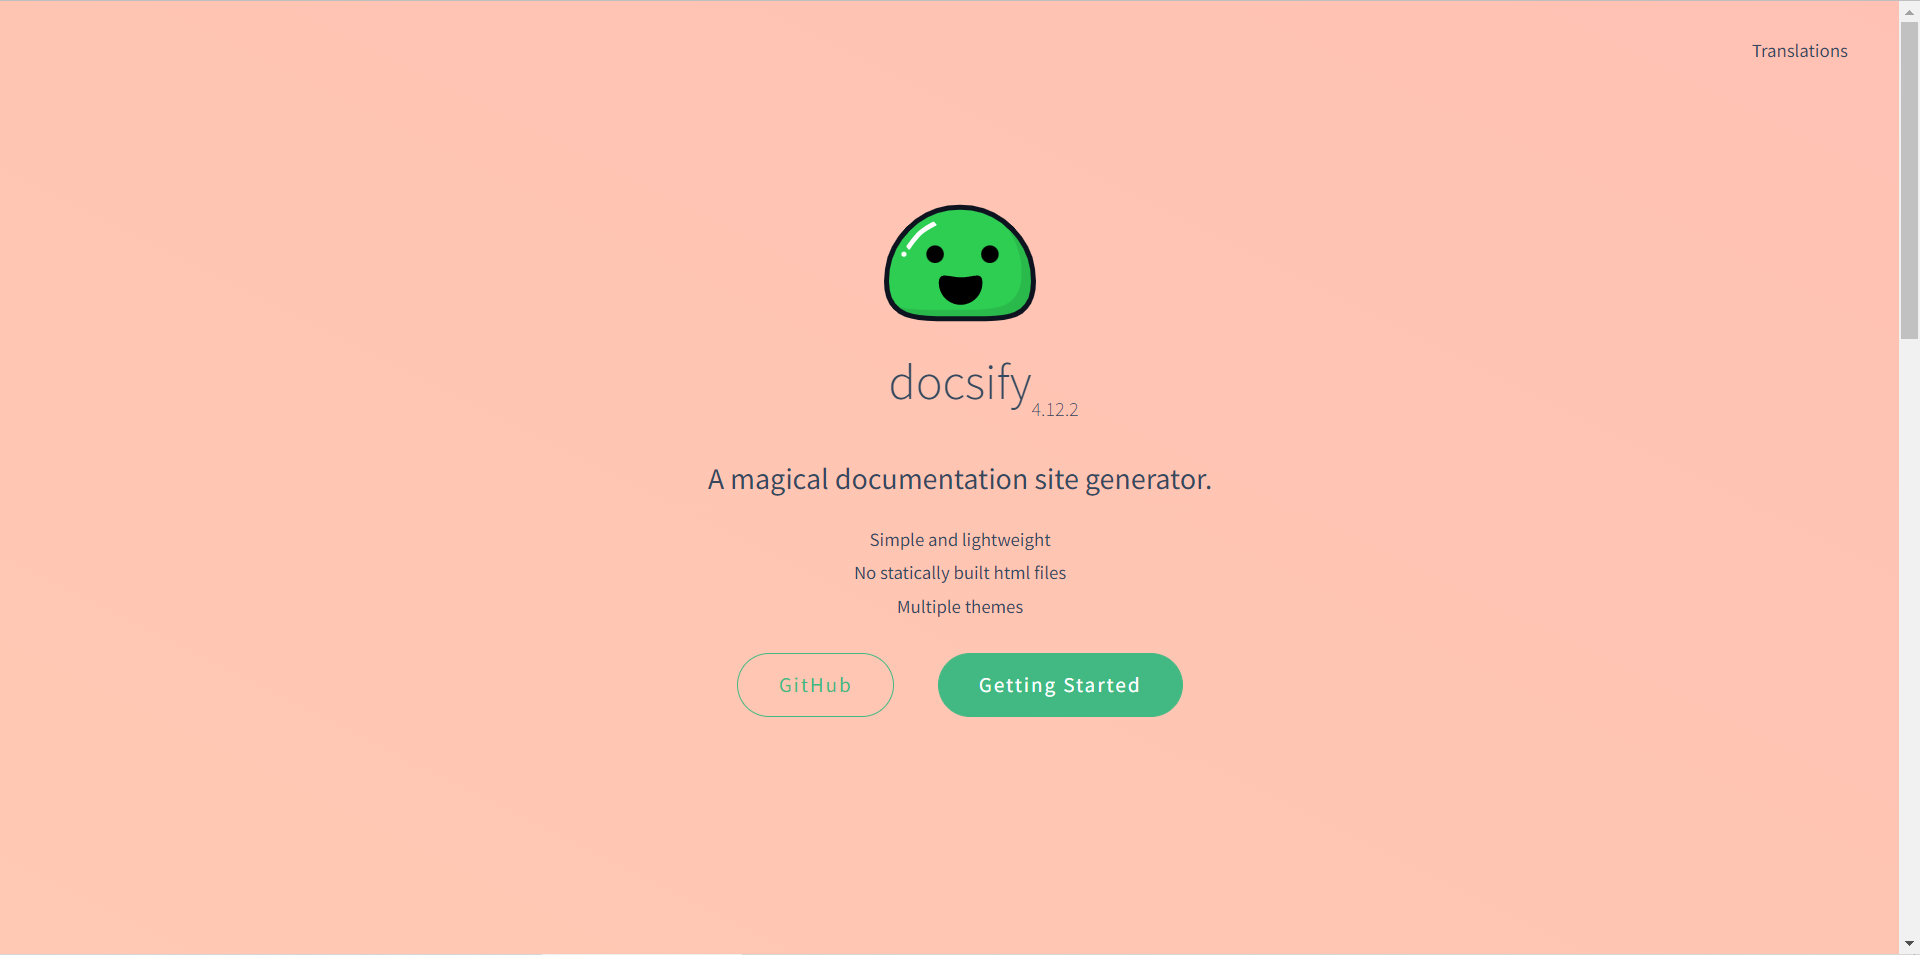 Translations
docsify 4.12.2
A magical documentation site generator.
Simple and lightweight
No statically built html files
Multiple themes
GitHub
Getting Started